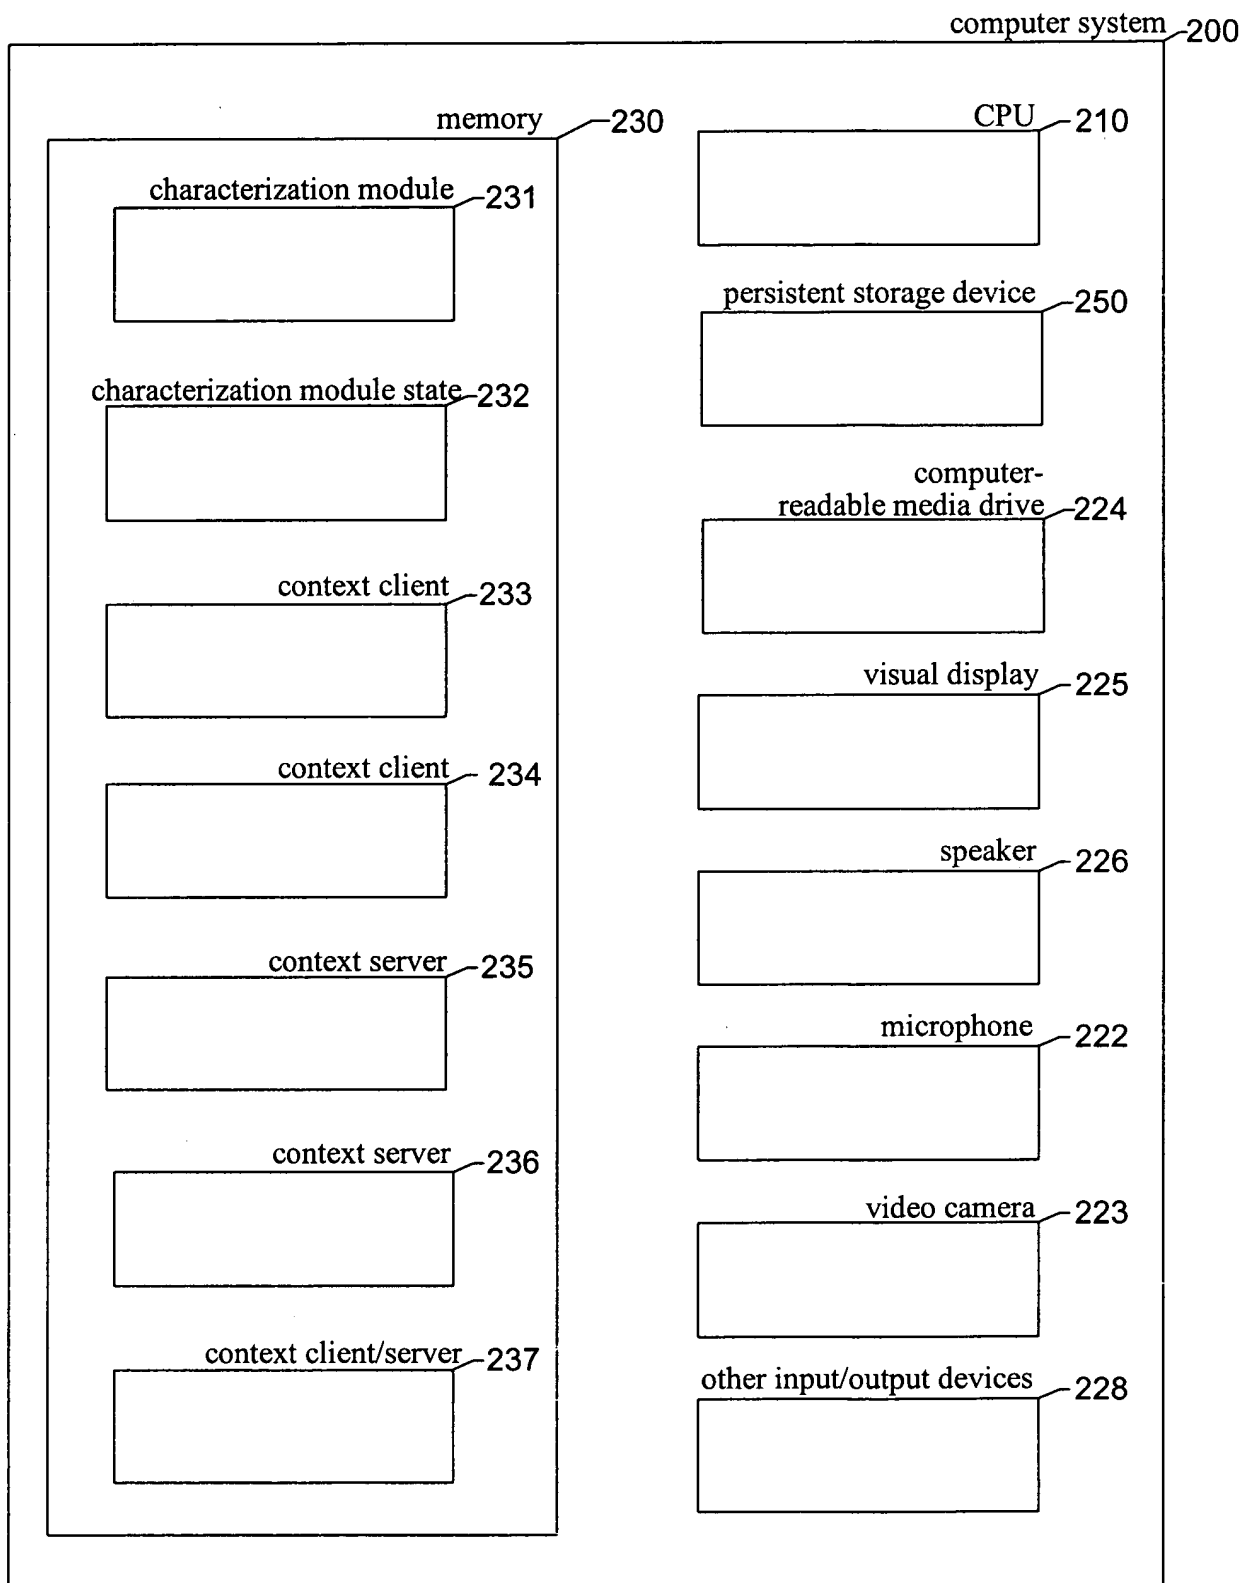 computer system 200
memory 230
characterization module 231
characterization module state 232
context client 233
context client 234
context server 235
context server 236
context client/server 237
CPU 210
persistent storage device 250
computer-
readable media drive 224
visual display 225
speaker 226
microphone 222
video camera 223
other input/output devices 228